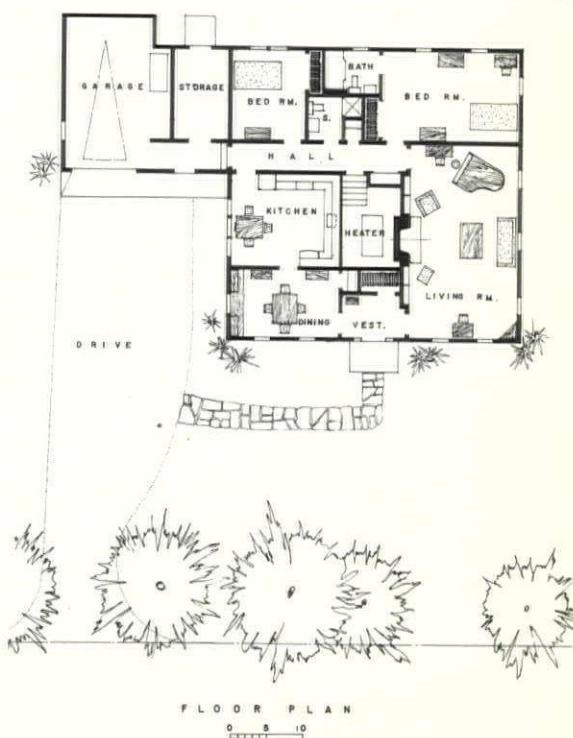 BATH
GARAGE
STORAGE
BED RM.
BED RM.
S.
HALL
KITCHEN
HEATER
LIVING RM.
DINING
VEST.
DRIVE
FLOOR PLAN
0 5 10